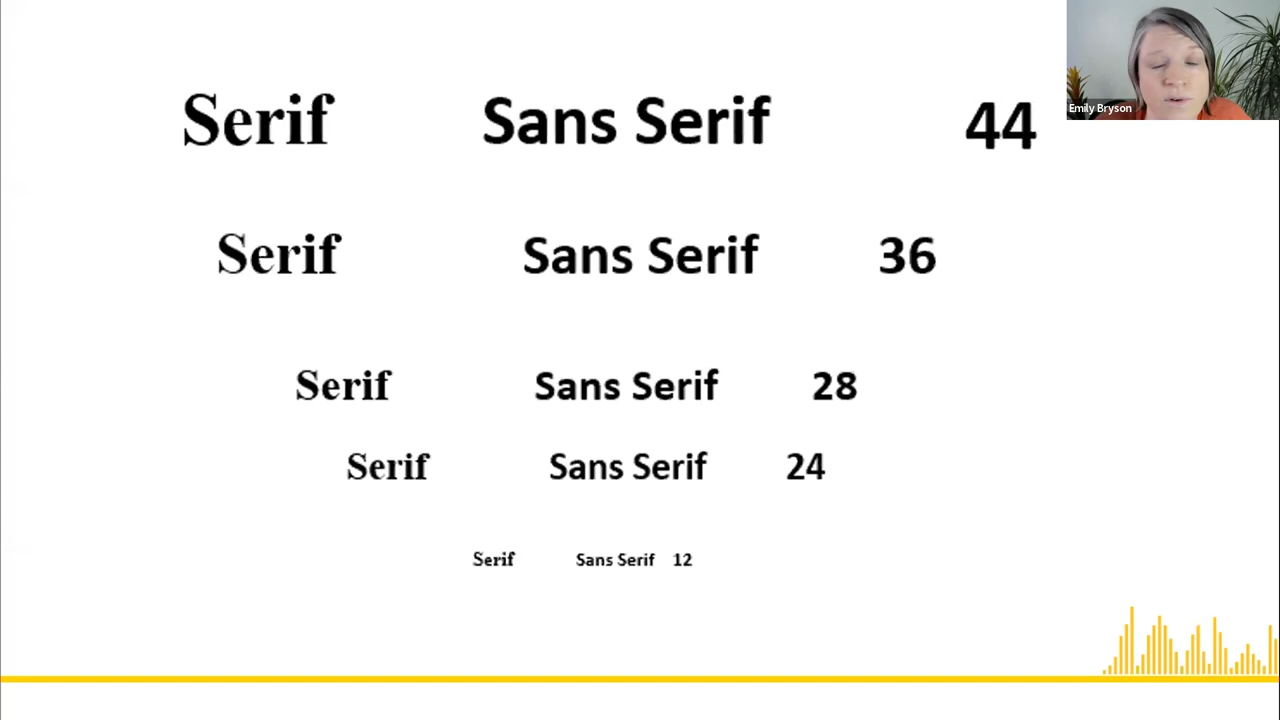 Serif Sans Serif 44
Emily Bryson
Serif Sans Serif 36
Serif Sans Serif 28
Serif Sans Serif 24
Serif Sans Serif 12